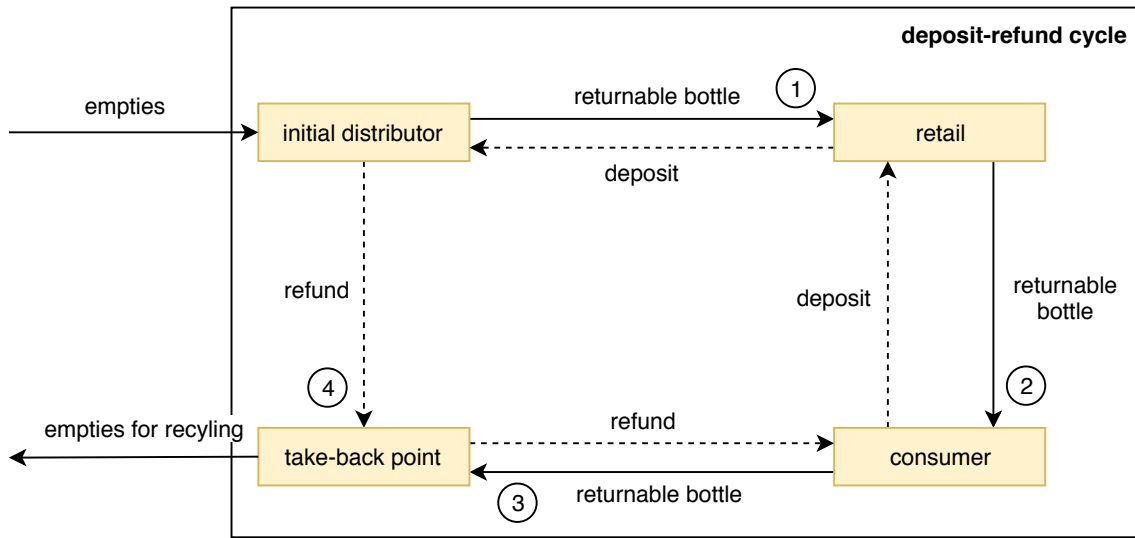 deposit-refund cycle
empties
returnable bottle
1
initial distributor
retail
deposit
refund
deposit
returnable
bottle
4
2
empties for recyling
refund
take-back point
consumer
3
returnable bottle